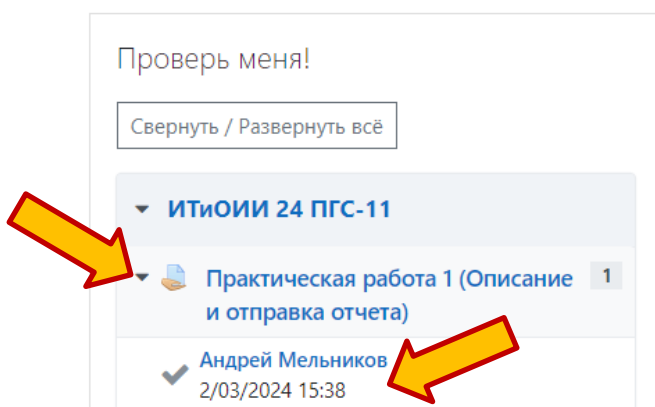 Проверь меня!
Свернуть / Развернуть всё
ИТиОИИ 24 ПГС-11
Практическая работа 1 (Описание 1
и отправка отчета)
Андрей Мельников
2/03/2024 15:38